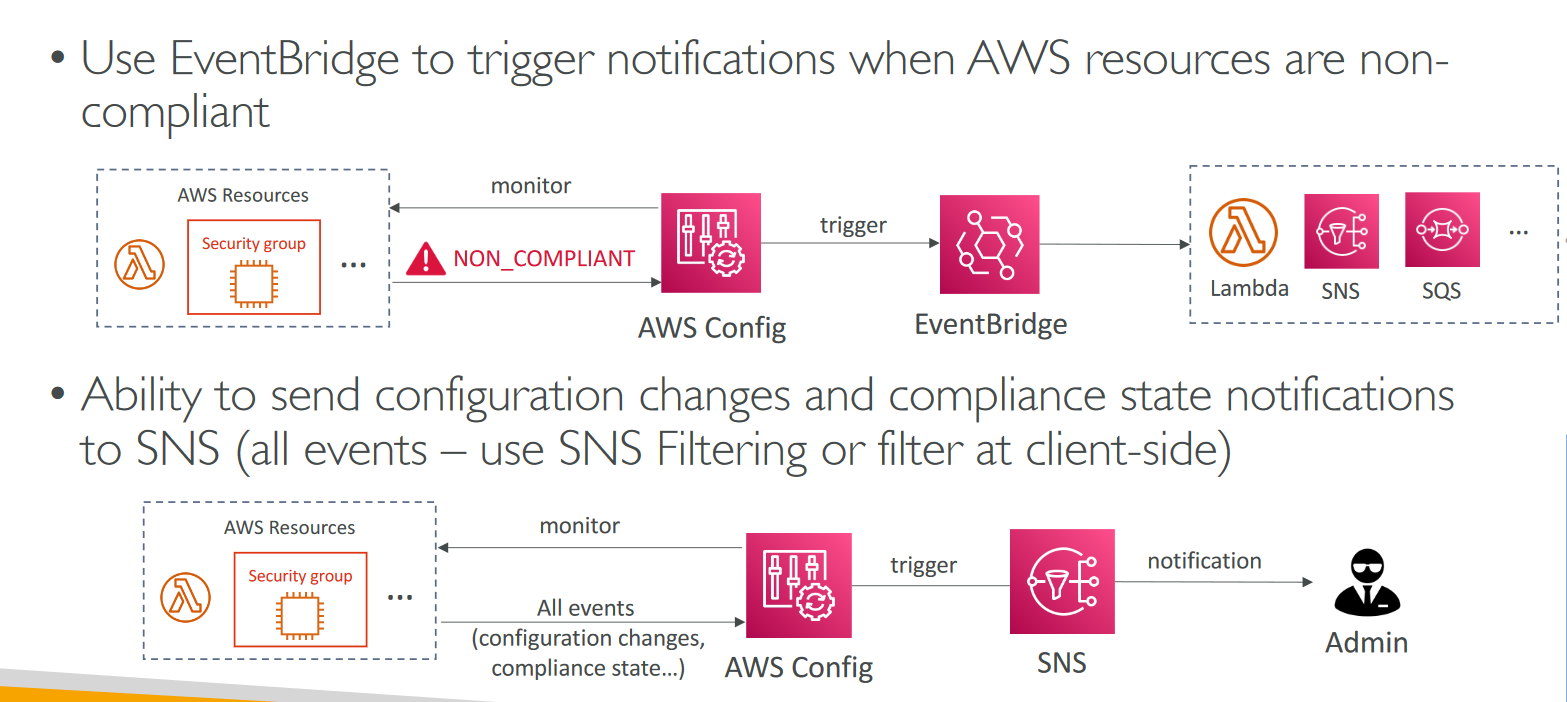 • Use EventBridge to trigger notifications when AWS resources are non-
compliant
AWS Resources
Security group
...
monitor
NON_COMPLIANT
AWS Config
trigger
EventBridge
Lambda
SNS
SQS
...
• Ability to send configuration changes and compliance state notifications
to SNS (all events – use SNS Filtering or filter at client-side)
AWS Resources
Security group
...
monitor
All events
(configuration changes,
compliance state...)
AWS Config
trigger
SNS
notification
Admin